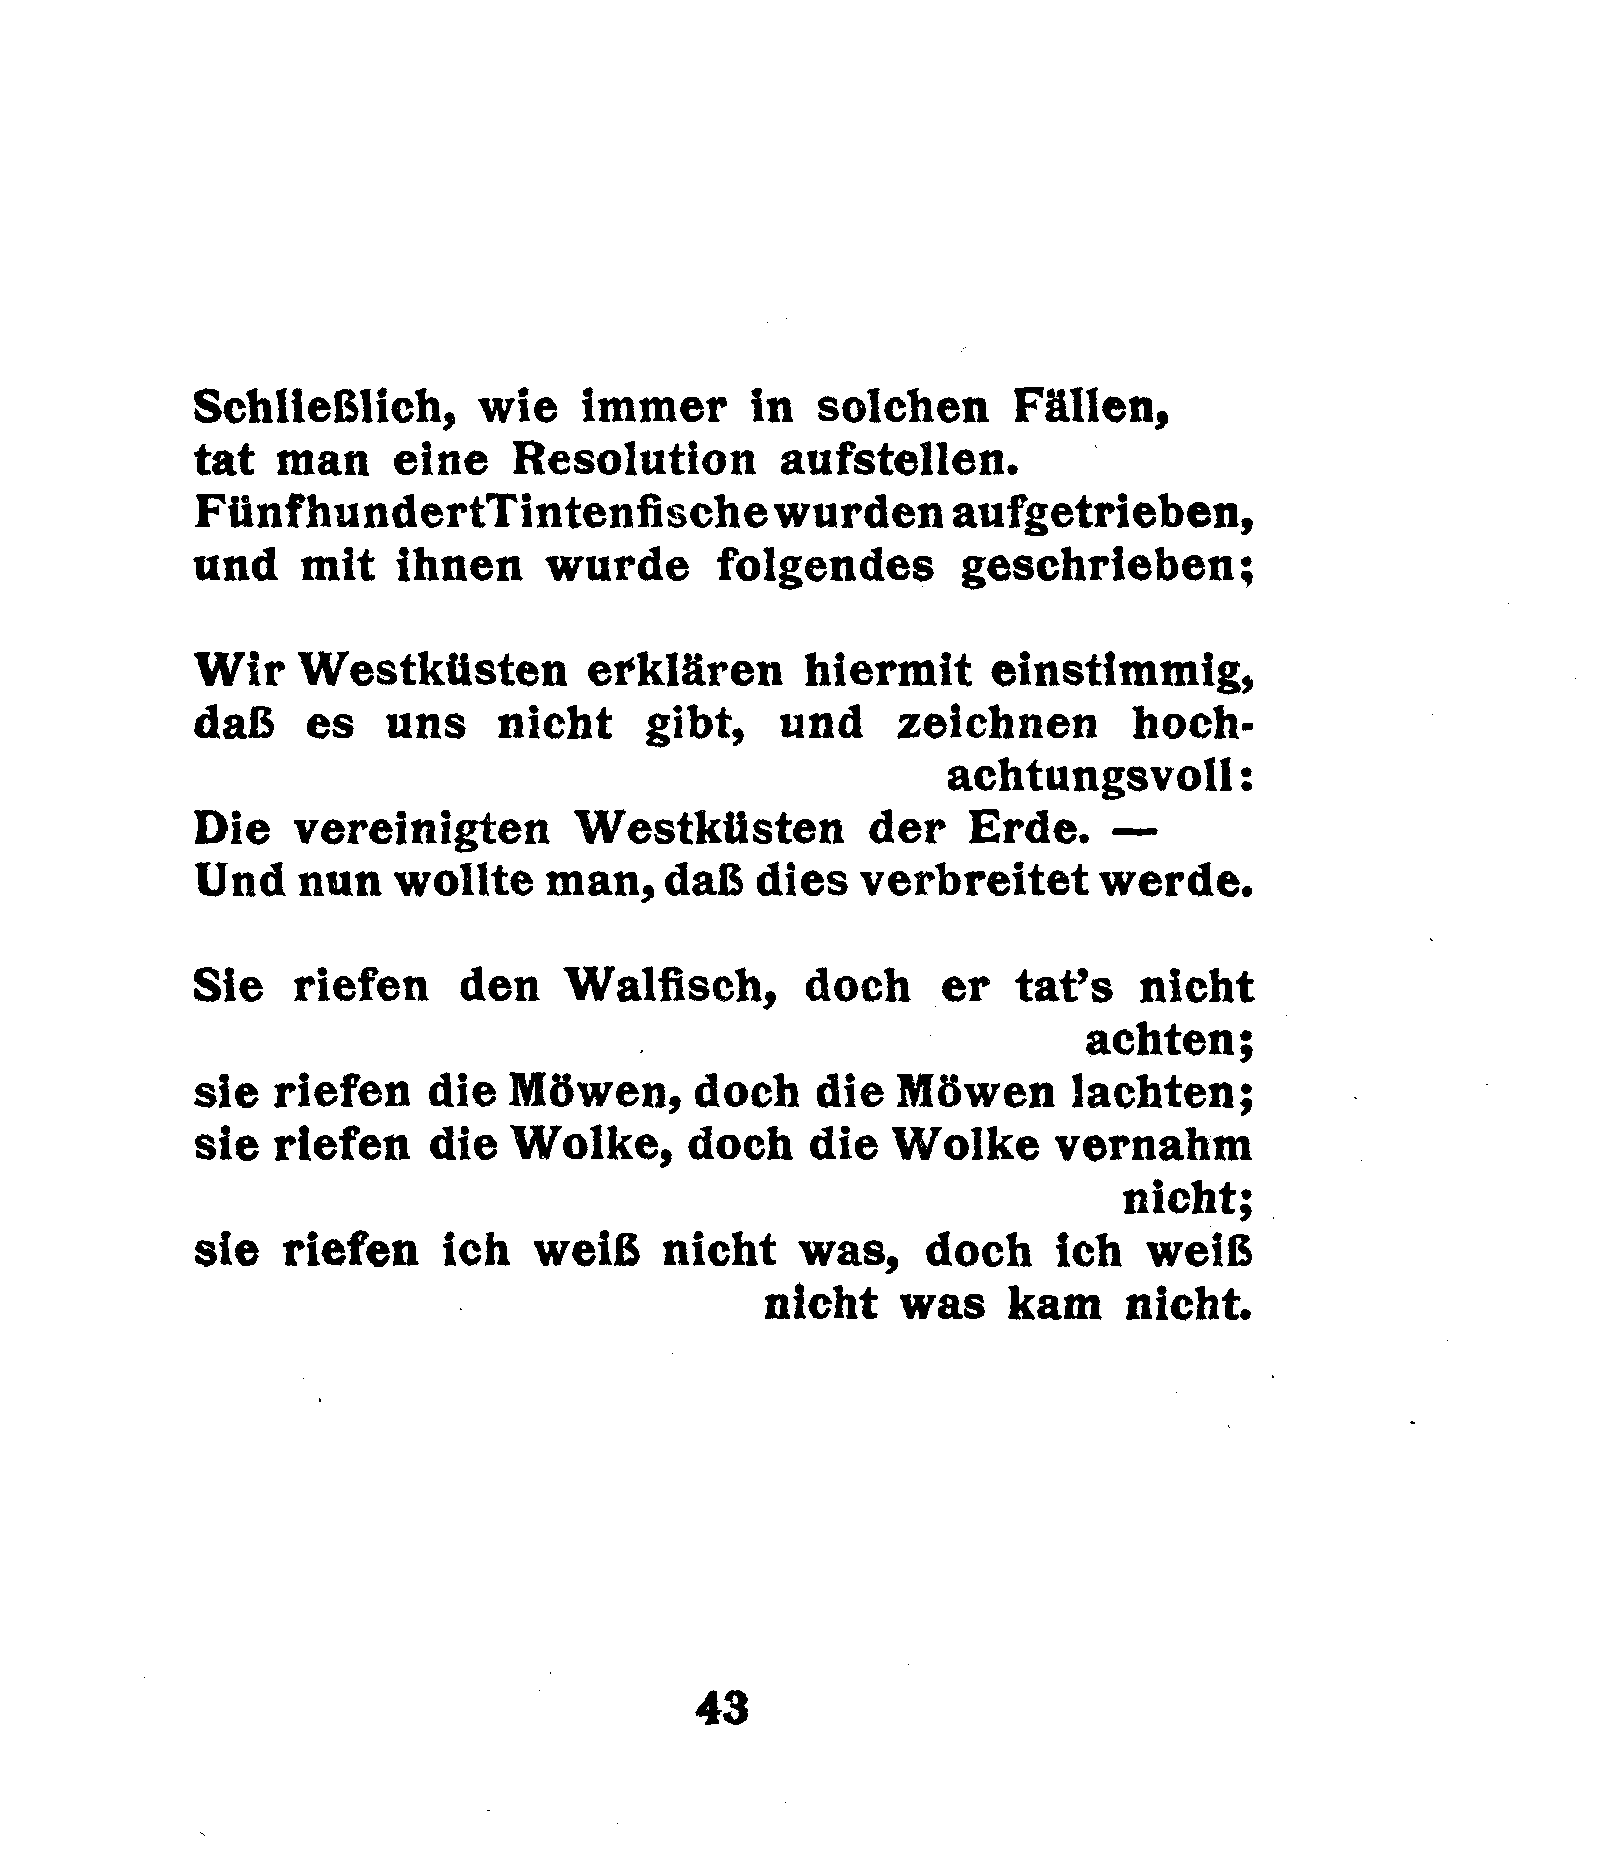 Schließlich, wie immer in solchen Fällen,
tat man eine Resolution aufstellen.
Fünfhundert Tintenfische wurden aufgetrieben,
und mit ihnen wurde folgendes geschrieben;
Wir Westküsten erklären hiermit einstimmig,
daß es uns nicht gibt, und zeichnen hoch-
achtungsvoll:
Die vereinigten Westküsten der Erde. —
Und nun wollte man, daß dies verbreitet werde.
Sie riefen den Walfisch, doch er tat’s nicht
achten;
sie riefen die Möwen, doch die Möwen lachten;
sie riefen die Wolke, doch die Wolke vernahm
nicht;
sie riefen ich weiß nicht was, doch ich weiß
nicht was kam nicht.
43